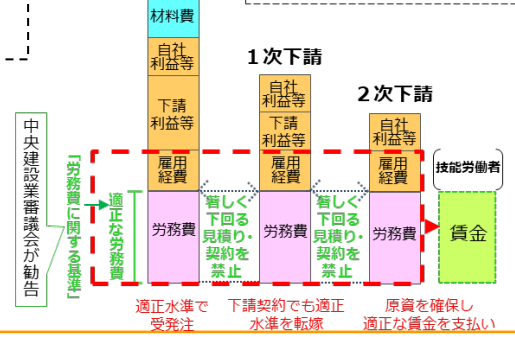 材料費
自社
利益等
下請
利益等
雇用
経費
労務費
1次下請
自社
利益等
下請
利益等
雇用
経費
労務費
2次下請
自社
利益等
雇用
経費
労務費
中央建設業審議会が勧告
「労務費に関する基準」
適正な労務費
著しく
下回る
見積り・
契約を
禁止
著しく
下回る
見積り・
契約を
禁止
技能労働者
賃金
適正水準で
受発注
下請契約でも適正
水準を転嫁
原資を確保し
適正な賃金を支払い